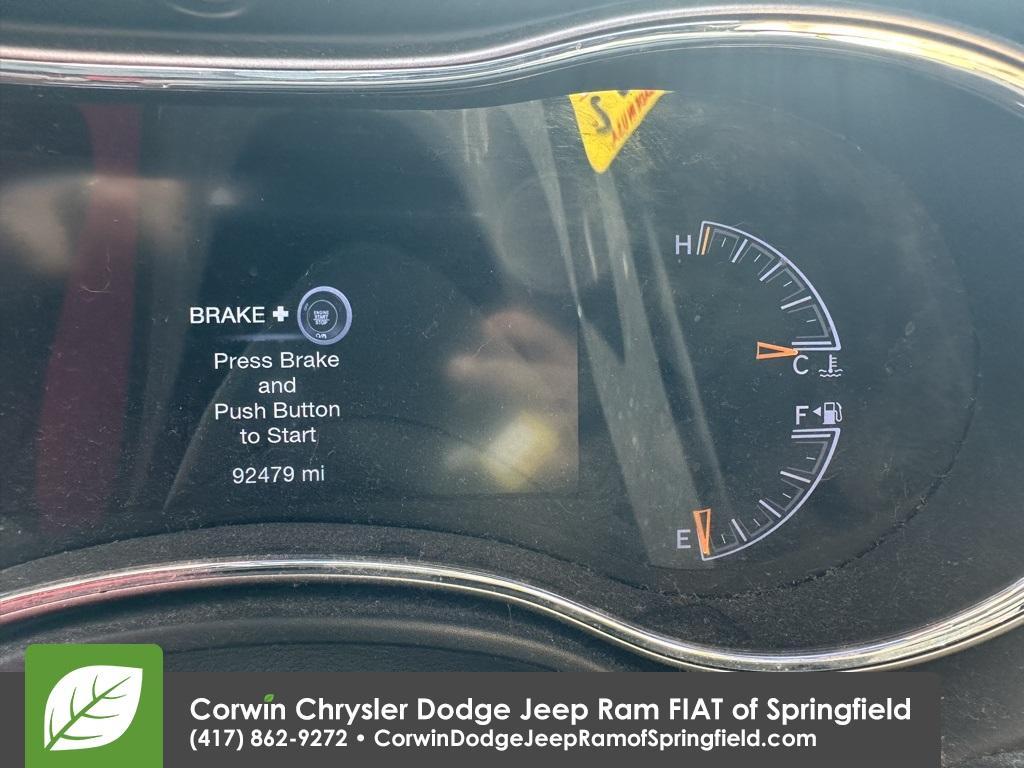 H
BRAKE +
ENGINE
START
STOP
Press Brake
and
Push Button
to Start
92479 mi
C
F
E
Corwin Chrysler Dodge Jeep Ram FIAT of Springfield
(417) 862-9272 • CorwinDodgeJeepRamofSpringfield.com